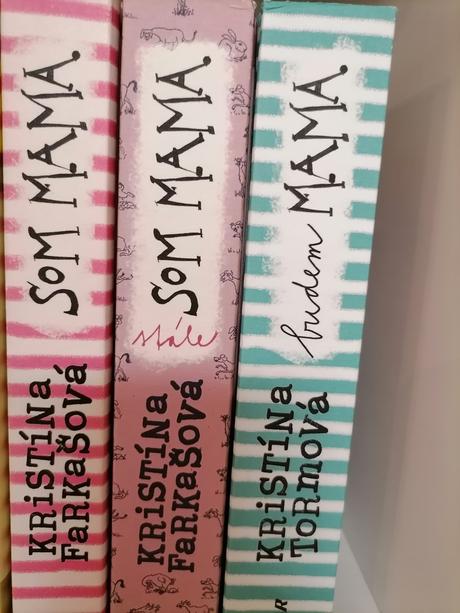 KRiSTÍNa
FaRKaŠová
SOM MAMA.
KRiSTÍNa
FaRKaŠová
stále
SOM MAMA.
KRiSTÍNa
TORmová
budem MAMA.